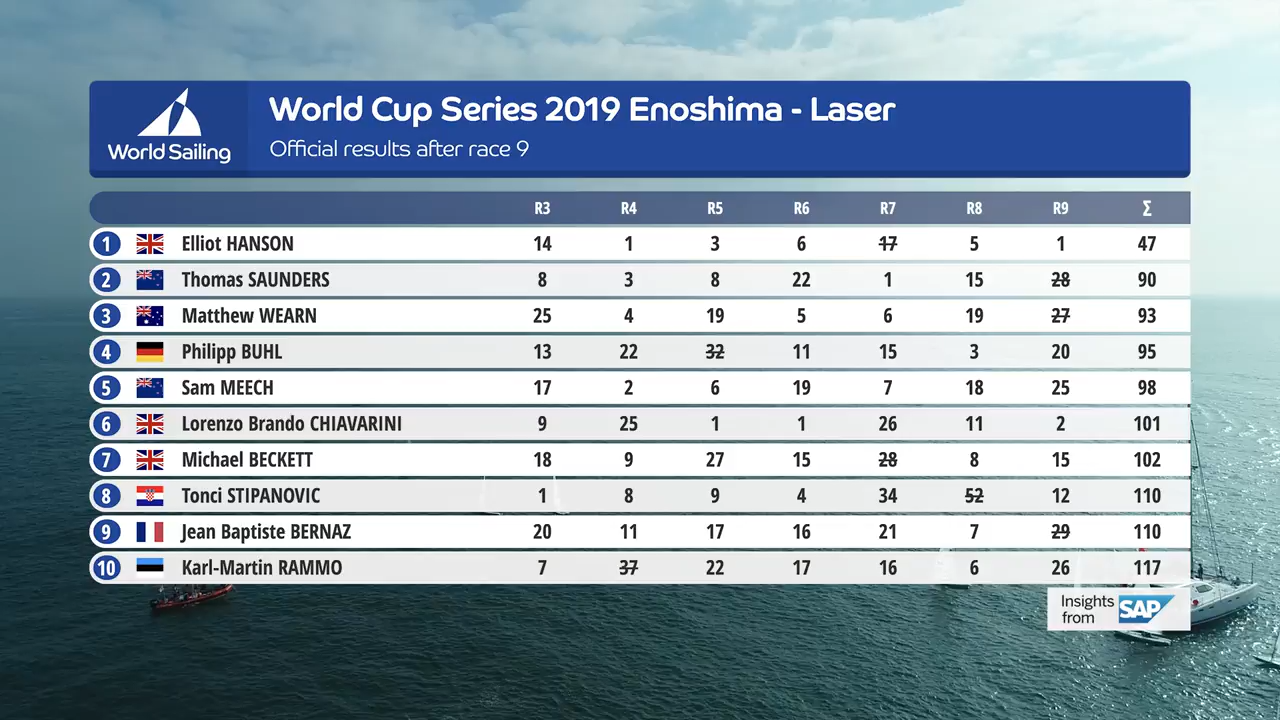 World Sailing
World Cup Series 2019 Enoshima - Laser
Official results after race 9
R3 R4 R5 R6 R7 R8 R9 Σ
1 Elliot HANSON 14 1 3 6 17 5 1 47
2 Thomas SAUNDERS 8 3 8 22 1 15 28 90
3 Matthew WEARN 25 4 19 5 6 19 27 93
4 Philipp BUHL 13 22 32 11 15 3 20 95
5 Sam MEECH 17 2 6 19 7 18 25 98
6 Lorenzo Brando CHIAVARINI 9 25 1 1 26 11 2 101
7 Michael BECKETT 18 9 27 15 28 8 15 102
8 Tonci STIPANOVIC 1 8 9 4 34 52 12 110
9 Jean Baptiste BERNAZ 20 11 17 16 21 7 29 110
10 Karl-Martin RAMMO 7 37 22 17 16 6 26 117
Insights
from SAP